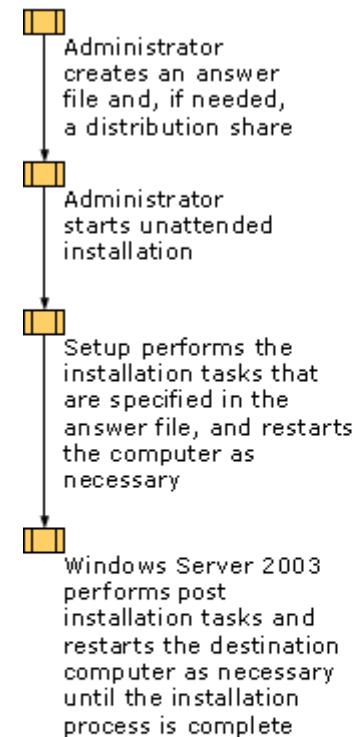 Administrator
creates an answer
file and, if needed,
a distribution share
Administrator
starts unattended
installation
Setup performs the
installation tasks that
are specified in the
answer file, and restarts
the computer as
necessary
Windows Server 2003
performs post
installation tasks and
restarts the destination
computer as necessary
until the installation
process is complete